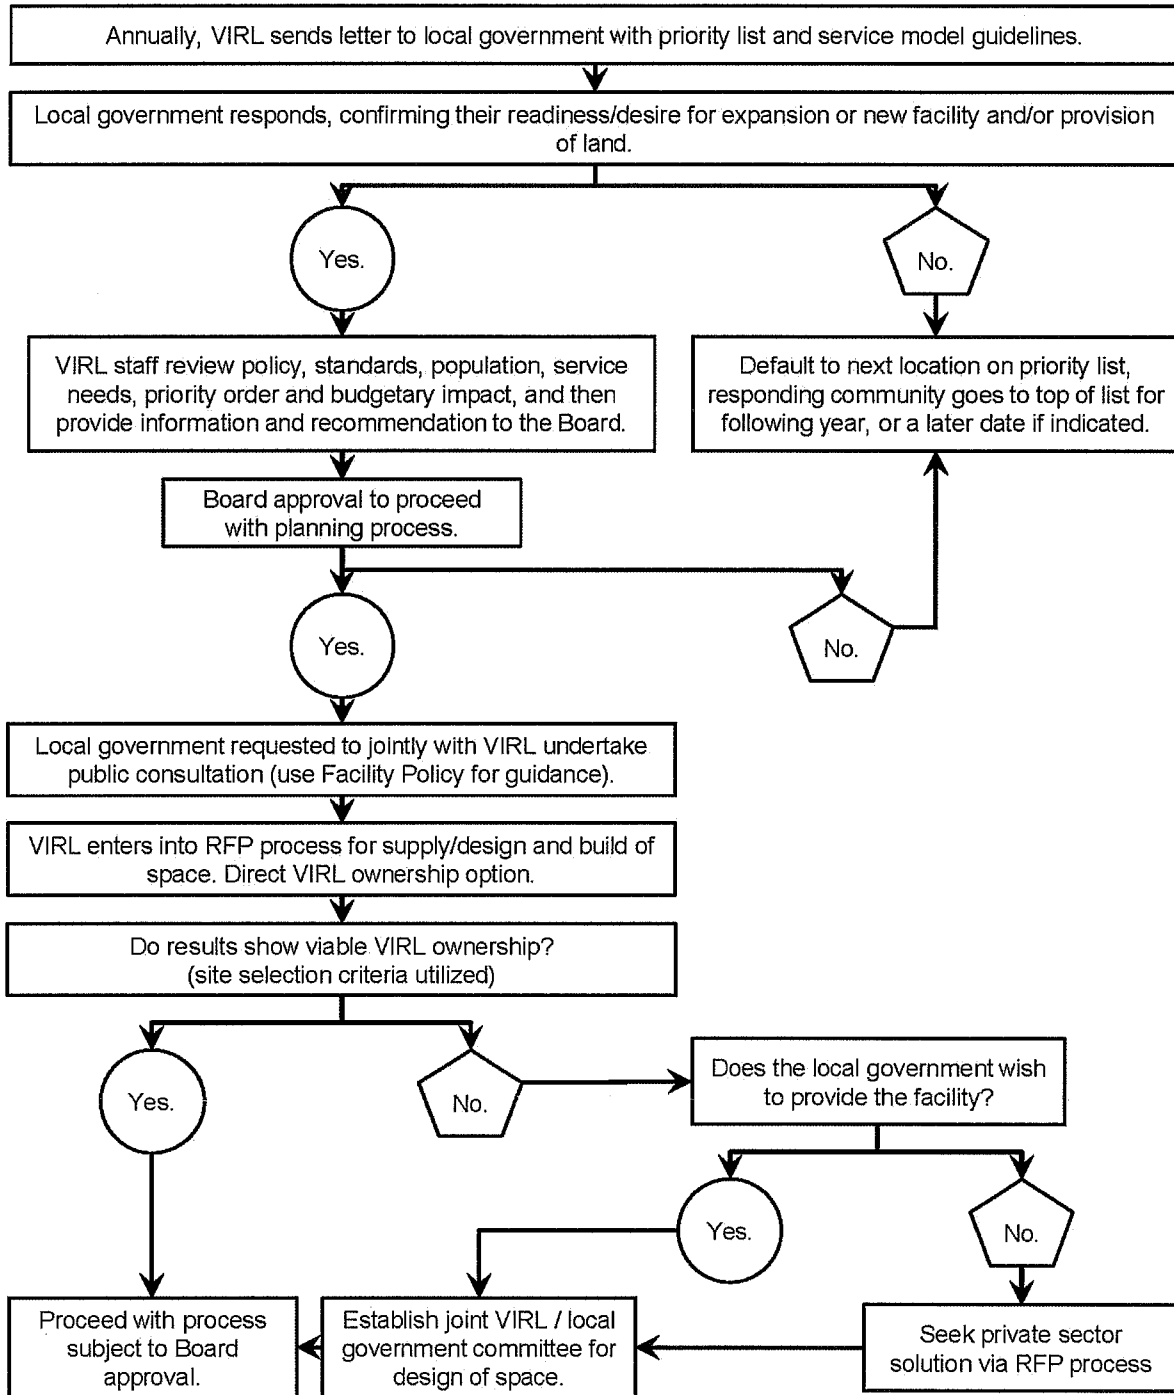 Annually, VIRL sends letter to local government with priority list and service model guidelines.
Local government responds, confirming their readiness/desire for expansion or new facility and/or provision
of land.
Yes.
No.
VIRL staff review policy, standards, population, service
needs, priority order and budgetary impact, and then
provide information and recommendation to the Board.
Default to next location on priority list,
responding community goes to top of list for
following year, or a later date if indicated.
Board approval to proceed
with planning process.
Yes.
No.
Local government requested to jointly with VIRL undertake
public consultation (use Facility Policy for guidance).
VIRL enters into RFP process for supply/design and build of
space. Direct VIRL ownership option.
Do results show viable VIRL ownership?
(site selection criteria utilized)
Yes.
No.
Does the local government wish
to provide the facility?
Yes.
No.
Proceed with process
subject to Board
approval.
Establish joint VIRL / local
government committee for
design of space.
Seek private sector
solution via RFP process